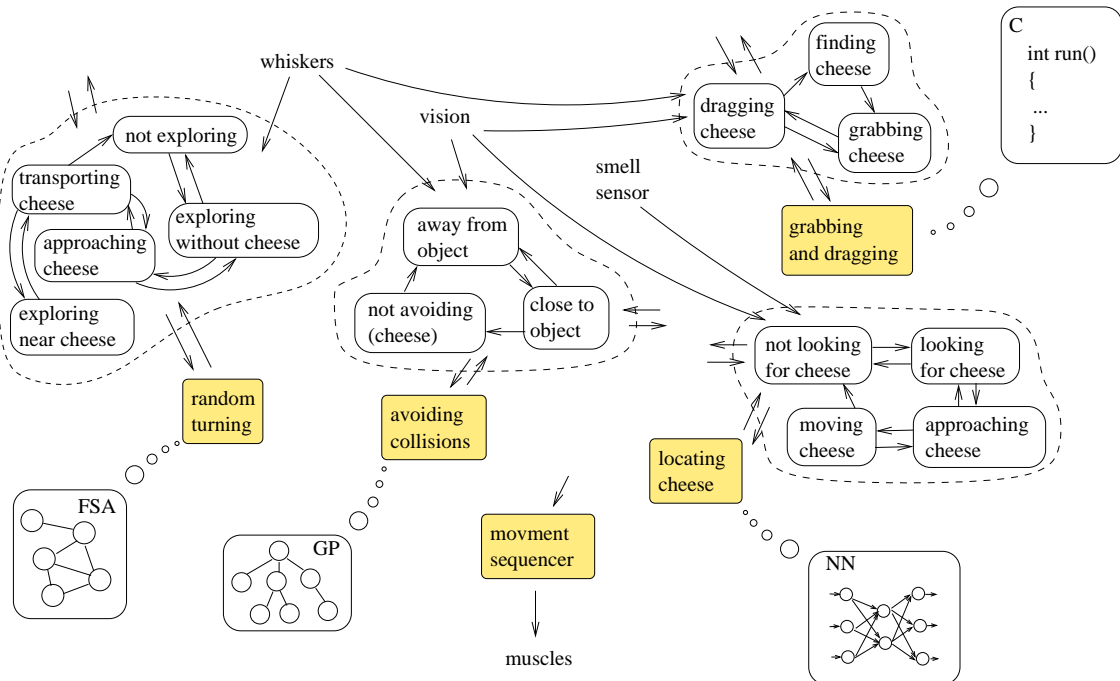 whiskers
vision
smell
sensor
not exploring
transporting
cheese
exploring
without cheese
approaching
cheese
exploring
near cheese
random
turning
FSA
away from
object
not avoiding
(cheese)
close to
object
avoiding
collisions
GP
finding
cheese
dragging
cheese
grabbing
cheese
grabbing
and dragging
C
int run()
{
...
}
not looking
for cheese
looking
for cheese
moving
cheese
approaching
cheese
locating
cheese
NN
movment
sequencer
muscles